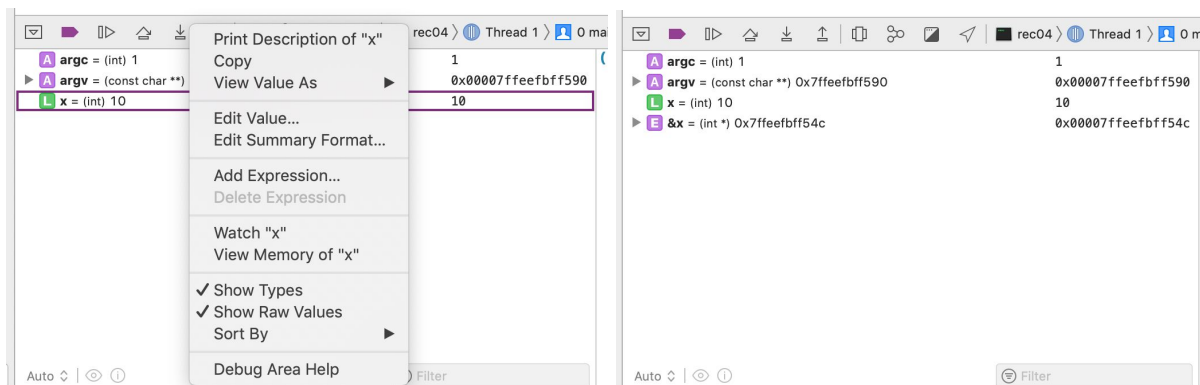 rec04 〉 Thread 1 〉 0 mai
A argc = (int) 1 1
A argv = (const char **) 0x00007ffeefbff590
L x = (int) 10 10
Print Description of "x"
Copy
View Value As
Edit Value...
Edit Summary Format...
Add Expression...
Delete Expression
Watch "x"
View Memory of "x"
✓ Show Types
✓ Show Raw Values
Sort By
Debug Area Help
Auto
Filter
rec04 〉 Thread 1 〉 0 m
A argc = (int) 1 1
A argv = (const char **) 0x7ffeefbff590 0x00007ffeefbff590
L x = (int) 10 10
E &x = (int *) 0x7ffeefbff54c 0x00007ffeefbff54c
Auto
Filter